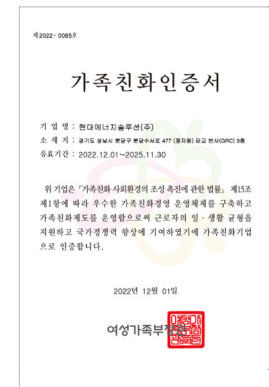 제2022- 0085호
가족친화인증서
기 업 명 : 현대에너지솔루션(주)
소 재 지 : 경기도 성남시 분당구 분당수서로 477 (정자동) 판교 본사(GRC) 9층
유효기간 : 2022.12.01~2025.11.30
위 기업은 「가족친화 사회환경의 조성 촉진에 관한 법률」 제15조
제1항에 따라 우수한 가족친화경영 운영체제를 구축하고
가족친화제도를 운영함으로써 근로자의 일 · 생활 균형을
지원하고 국가경쟁력 향상에 기여하였기에 가족친화기업
으로 인증합니다.
2022년 12월 01일
여성가족부장관